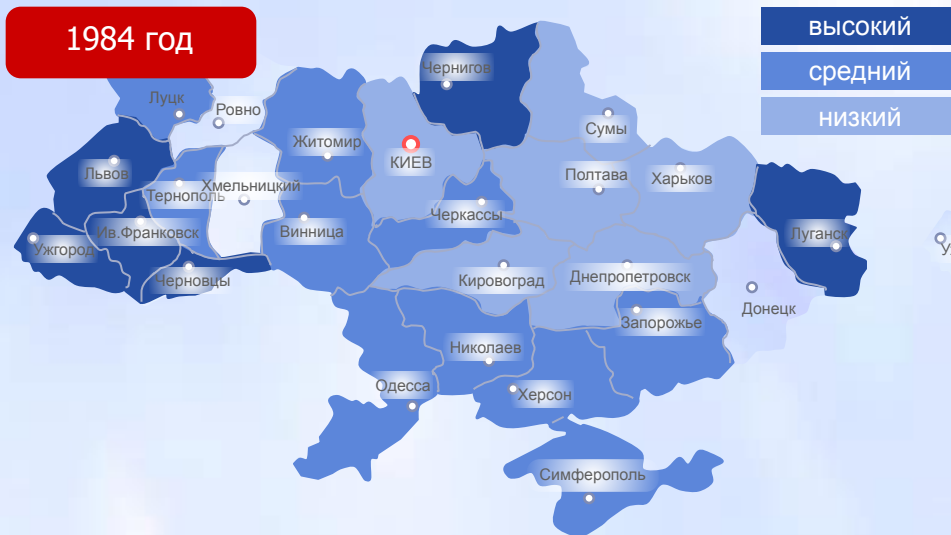 1984 год
высокий
средний
низкий
Чернигов
Луцк
Ровно
Сумы
Житомир
КИЕВ
Львов
Тернополь
Хмельницкий
Полтава
Харьков
Черкассы
Ив.Франковск
Винница
Луганск
Ужгород
Черновцы
Кировоград
Днепропетровск
Донецк
Запорожье
Николаев
Одесса
Херсон
Симферополь